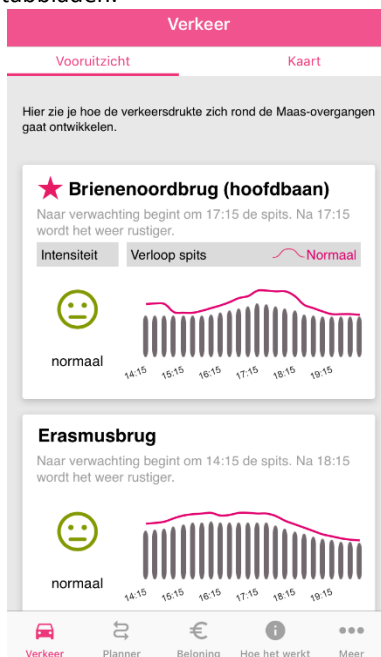 tabbladen.
Verkeer
Vooruitzicht Kaart
Hier zie je hoe de verkeersdrukte zich rond de Maas-overgangen
gaat ontwikkelen.
Brienenoordbrug (hoofdbaan)
Naar verwachting begint om 17:15 de spits. Na 17:15
wordt het weer rustiger.
Intensiteit Verloop spits Normaal
normaal
14:15 15:15 16:15 17:15 18:15 19:15
Erasmusbrug
Naar verwachting begint om 14:15 de spits. Na 18:15
wordt het weer rustiger.
normaal
14:15 15:15 16:15 17:15 18:15 19:15
Verkeer Planner Beloning Hoe het werkt Meer